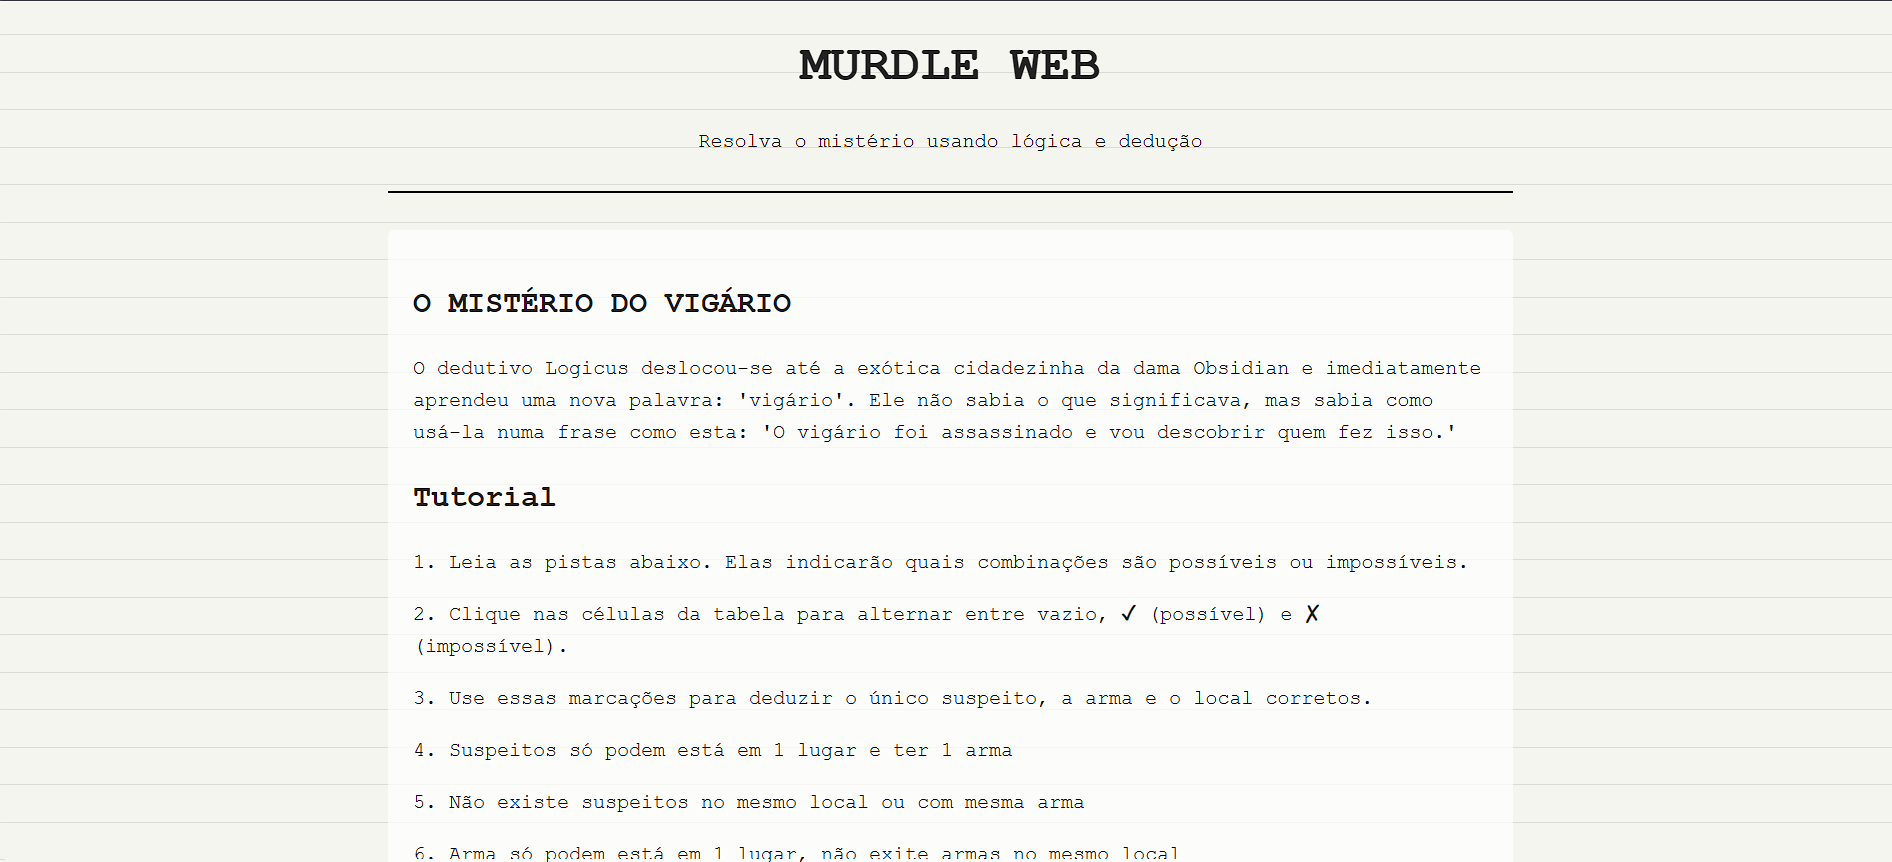 MURDLE WEB
Resolva o mistério usando lógica e dedução
O MISTÉRIO DO VIGÁRIO
O dedutivo Logicus deslocou-se até a exótica cidadezinha da dama Obsidian e imediatamente
aprendeu uma nova palavra: 'vigário'. Ele não sabia o que significava, mas sabia como
usá-la numa frase como esta: 'O vigário foi assassinado e vou descobrir quem fez isso.'
Tutorial
1. Leia as pistas abaixo. Elas indicarão quais combinações são possíveis ou impossíveis.
2. Clique nas células da tabela para alternar entre vazio, ✓ (possível) e ✗
(impossível).
3. Use essas marcações para deduzir o único suspeito, a arma e o local corretos.
4. Suspeitos só podem está em 1 lugar e ter 1 arma
5. Não existe suspeitos no mesmo local ou com mesma arma
6. Arma só podem está em 1 lugar, não exite armas no mesmo local